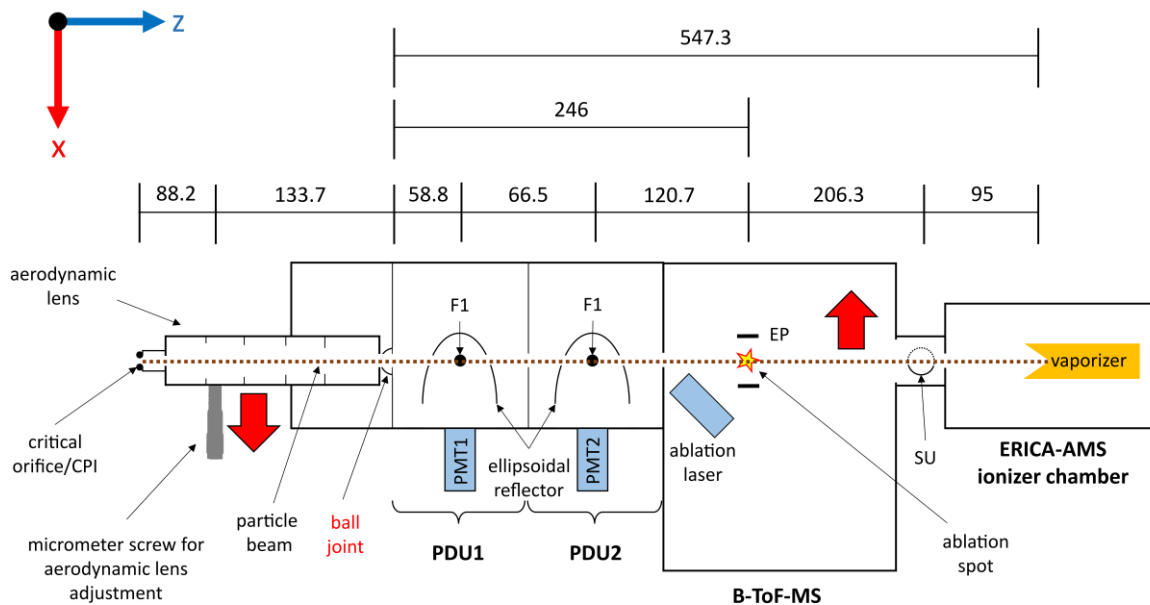 Z
X
547.3
246
88.2
133.7
58.8
66.5
120.7
206.3
95
aerodynamic
lens
F1
F1
EP
vaporizer
critical
orifice/CPI
PMT1
PMT2
ellipsoidal
reflector
ablation
laser
SU
ERICA-AMS
ionizer chamber
micrometer screw for
aerodynamic lens
adjustment
particle
beam
ball
joint
PDU1
PDU2
ablation
spot
B-ToF-MS